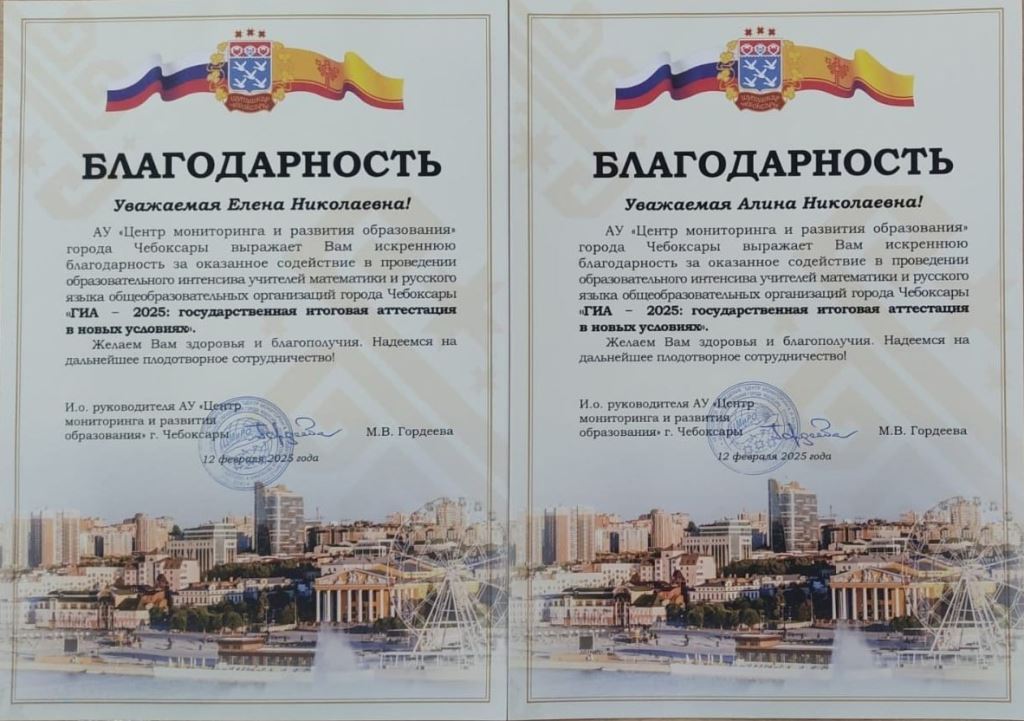 ШУПАШКАР
ЧЕБОКСАРЫ
БЛАГОДАРНОСТЬ
Уважаемая Елена Николаевна!
АУ «Центр мониторинга и развития образования»
города Чебоксары выражает Вам искреннюю
благодарность за оказанное содействие в проведении
образовательного интенсива учителей математики и русского
языка общеобразовательных организаций города Чебоксары
«ГИА – 2025: государственная итоговая аттестация
в новых условиях».
Желаем Вам здоровья и благополучия. Надеемся на
дальнейшее плодотворное сотрудничество!
И.о. руководителя АУ «Центр
мониторинга и развития
образования» г. Чебоксары
М.В. Гордеева
12 февраля 2025 года
ШУПАШКАР
ЧЕБОКСАРЫ
БЛАГОДАРНОСТЬ
Уважаемая Алина Николаевна!
АУ «Центр мониторинга и развития образования»
города Чебоксары выражает Вам искреннюю
благодарность за оказанное содействие в проведении
образовательного интенсива учителей математики и русского
языка общеобразовательных организаций города Чебоксары
«ГИА – 2025: государственная итоговая аттестация
в новых условиях».
Желаем Вам здоровья и благополучия. Надеемся на
дальнейшее плодотворное сотрудничество!
И.о. руководителя АУ «Центр
мониторинга и развития
образования» г. Чебоксары
М.В. Гордеева
12 февраля 2025 года